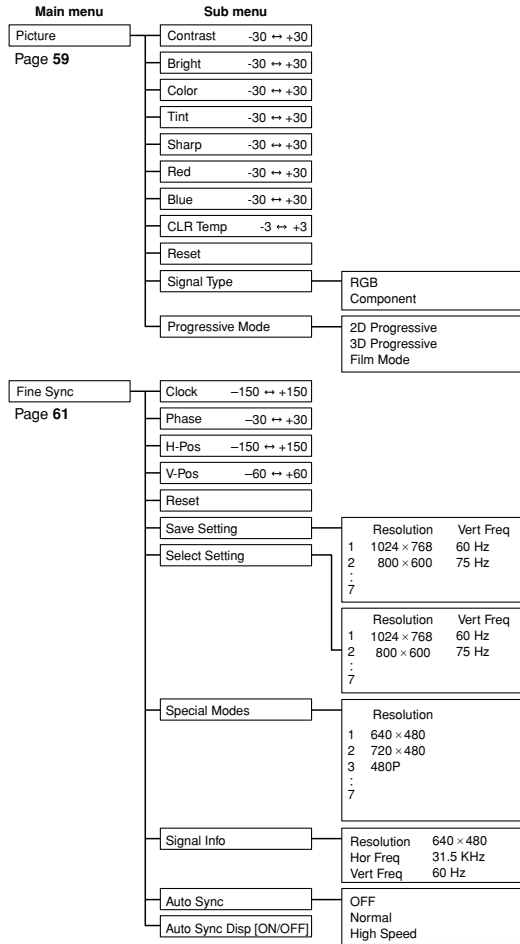 Main menu Sub menu
Picture
Page 59
Contrast -30 ↔ +30
Bright -30 ↔ +30
Color -30 ↔ +30
Tint -30 ↔ +30
Sharp -30 ↔ +30
Red -30 ↔ +30
Blue -30 ↔ +30
CLR Temp -3 ↔ +3
Reset
Signal Type
RGB
Component
Progressive Mode
2D Progressive
3D Progressive
Film Mode
Fine Sync
Page 61
Clock –150 ↔ +150
Phase –30 ↔ +30
H-Pos –150 ↔ +150
V-Pos –60 ↔ +60
Reset
Save Setting
Resolution Vert Freq
1 1024 × 768 60 Hz
2 800 × 600 75 Hz
:
7
Select Setting
Resolution Vert Freq
1 1024 × 768 60 Hz
2 800 × 600 75 Hz
:
7
Special Modes
Resolution
1 640 × 480
2 720 × 480
3 480P
:
7
Signal Info
Resolution 640 × 480
Hor Freq 31.5 KHz
Vert Freq 60 Hz
Auto Sync
OFF
Normal
High Speed
Auto Sync Disp [ON/OFF]